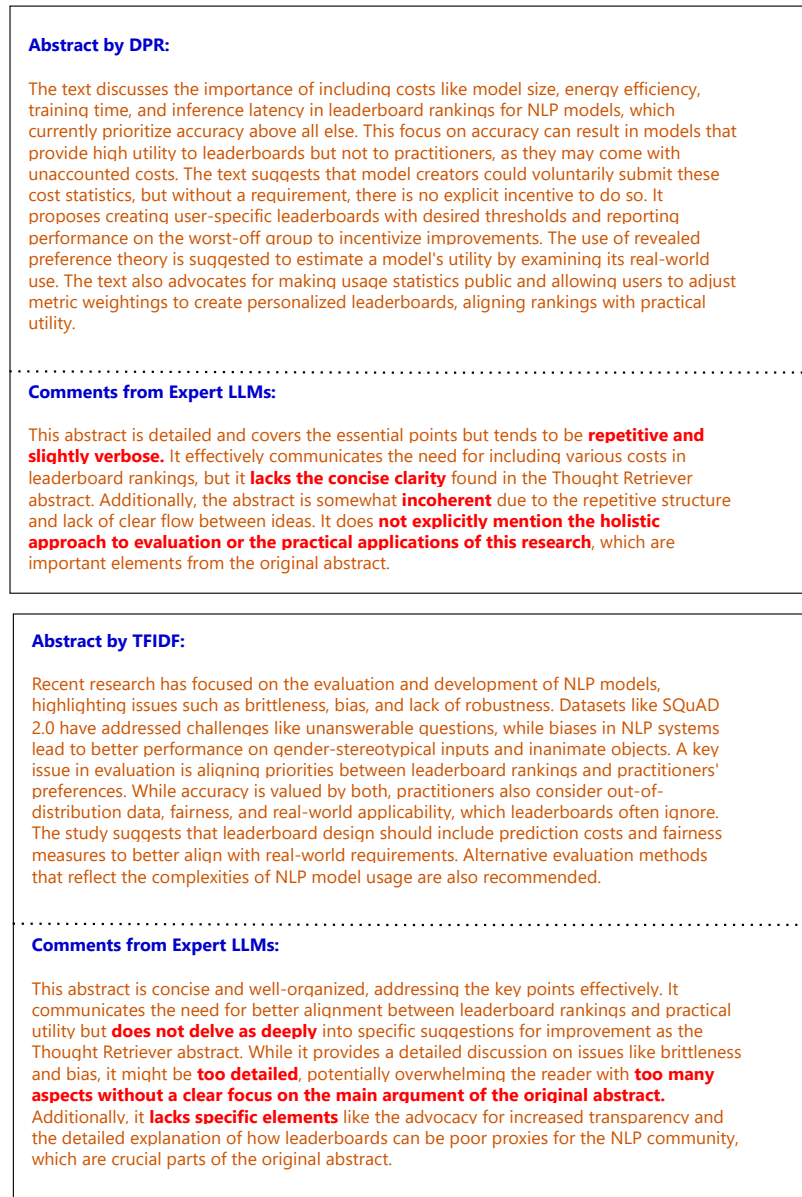 Abstract by DPR:
The text discusses the importance of including costs like model size, energy efficiency,
training time, and inference latency in leaderboard rankings for NLP models, which
currently prioritize accuracy above all else. This focus on accuracy can result in models that
provide high utility to leaderboards but not to practitioners, as they may come with
unaccounted costs. The text suggests that model creators could voluntarily submit these
cost statistics, but without a requirement, there is no explicit incentive to do so. It
proposes creating user-specific leaderboards with desired thresholds and reporting
performance on the worst-off group to incentivize improvements. The use of revealed
preference theory is suggested to estimate a model's utility by examining its real-world
use. The text also advocates for making usage statistics public and allowing users to adjust
metric weightings to create personalized leaderboards, aligning rankings with practical
utility.
Comments from Expert LLMs:
This abstract is detailed and covers the essential points but tends to be repetitive and
slightly verbose. It effectively communicates the need for including various costs in
leaderboard rankings, but it lacks the concise clarity found in the Thought Retriever
abstract. Additionally, the abstract is somewhat incoherent due to the repetitive structure
and lack of clear flow between ideas. It does not explicitly mention the holistic
approach to evaluation or the practical applications of this research, which are
important elements from the original abstract.
Abstract by TFIDF:
Recent research has focused on the evaluation and development of NLP models,
highlighting issues such as brittleness, bias, and lack of robustness. Datasets like SQuAD
2.0 have addressed challenges like unanswerable questions, while biases in NLP systems
lead to better performance on gender-stereotypical inputs and inanimate objects. A key
issue in evaluation is aligning priorities between leaderboard rankings and practitioners'
preferences. While accuracy is valued by both, practitioners also consider out-of-
distribution data, fairness, and real-world applicability, which leaderboards often ignore.
The study suggests that leaderboard design should include prediction costs and fairness
measures to better align with real-world requirements. Alternative evaluation methods
that reflect the complexities of NLP model usage are also recommended.
Comments from Expert LLMs:
This abstract is concise and well-organized, addressing the key points effectively. It
communicates the need for better alignment between leaderboard rankings and practical
utility but does not delve as deeply into specific suggestions for improvement as the
Thought Retriever abstract. While it provides a detailed discussion on issues like brittleness
and bias, it might be too detailed, potentially overwhelming the reader with too many
aspects without a clear focus on the main argument of the original abstract.
Additionally, it lacks specific elements like the advocacy for increased transparency and
the detailed explanation of how leaderboards can be poor proxies for the NLP community,
which are crucial parts of the original abstract.